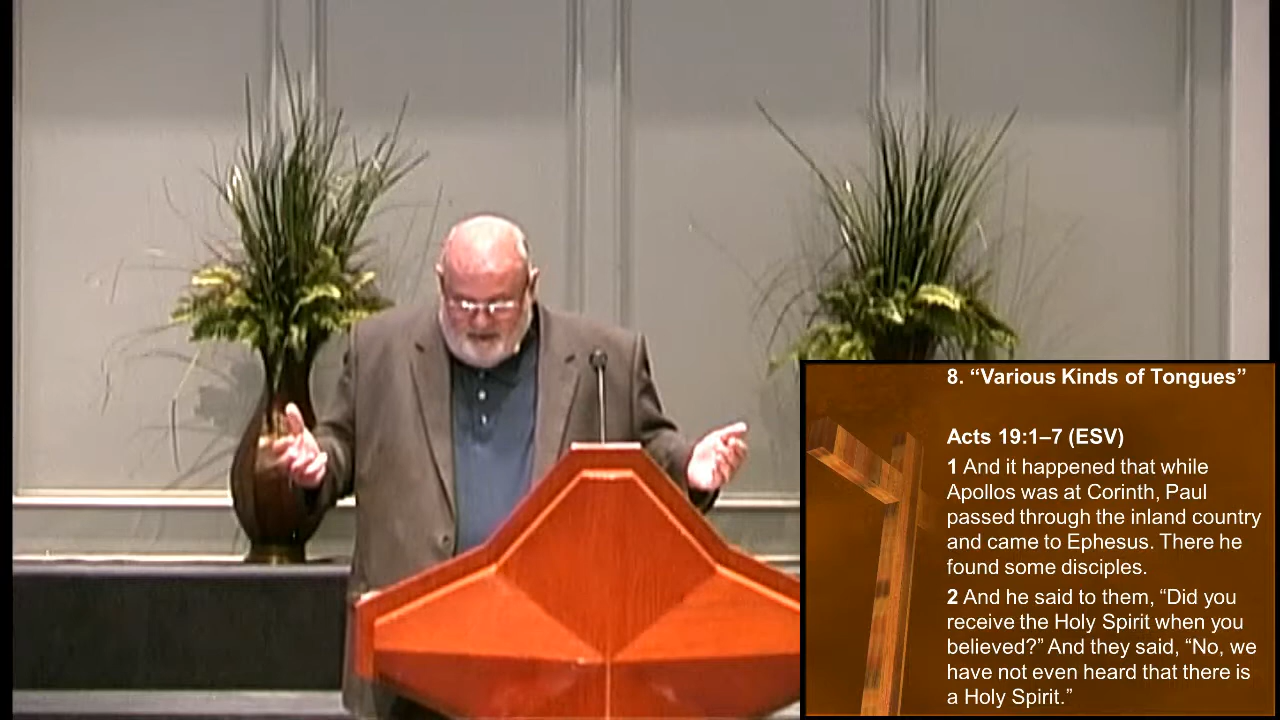 8. “Various Kinds of Tongues”
Acts 19:1–7 (ESV)
1 And it happened that while
Apollos was at Corinth, Paul
passed through the inland country
and came to Ephesus. There he
found some disciples.
2 And he said to them, “Did you
receive the Holy Spirit when you
believed?” And they said, “No, we
have not even heard that there is
a Holy Spirit.”